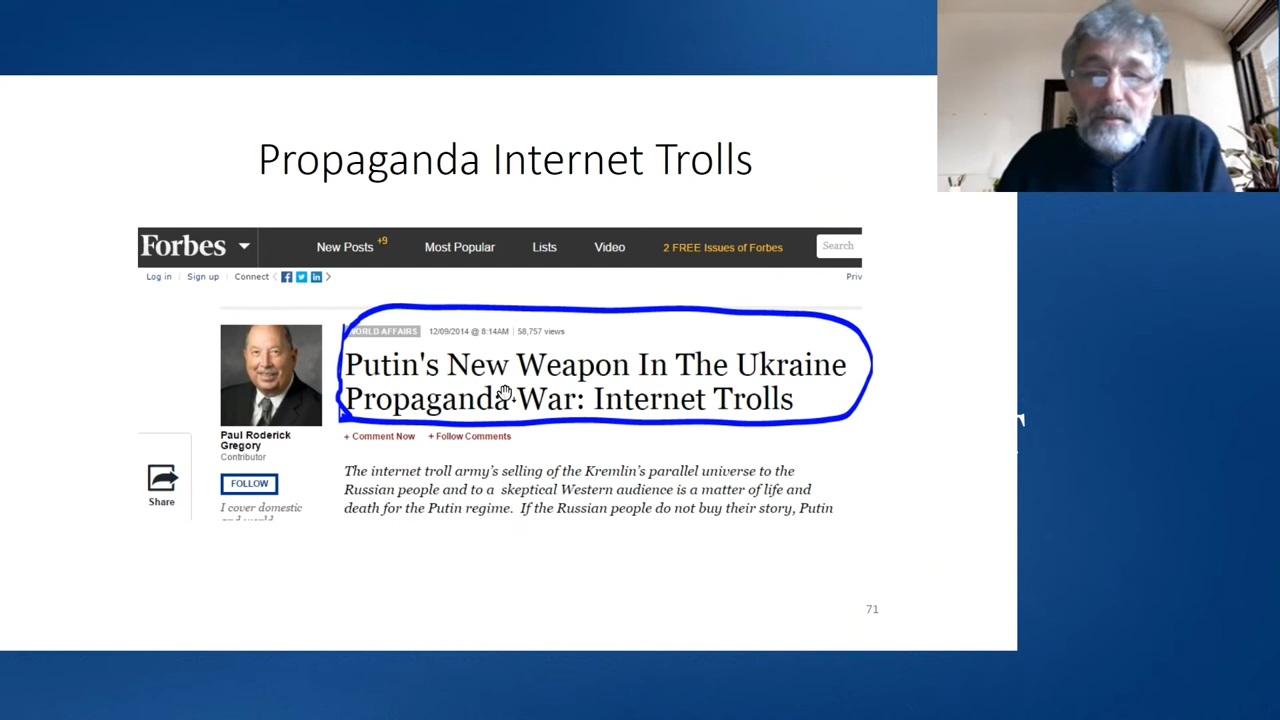 Propaganda Internet Trolls
Forbes
New Posts +9
Most Popular
Lists
Video
2 FREE Issues of Forbes
Search
Log in
Sign up
Connect
Priv
WORLD AFFAIRS
12/09/2014 @ 8:14AM
58,757 views
Putin's New Weapon In The Ukraine
Propaganda War: Internet Trolls
+ Comment Now
+ Follow Comments
Paul Roderick
Gregory
Contributor
FOLLOW
I cover domestic
Share
The internet troll army's selling of the Kremlin's parallel universe to the
Russian people and to a skeptical Western audience is a matter of life and
death for the Putin regime. If the Russian people do not buy their story, Putin
71